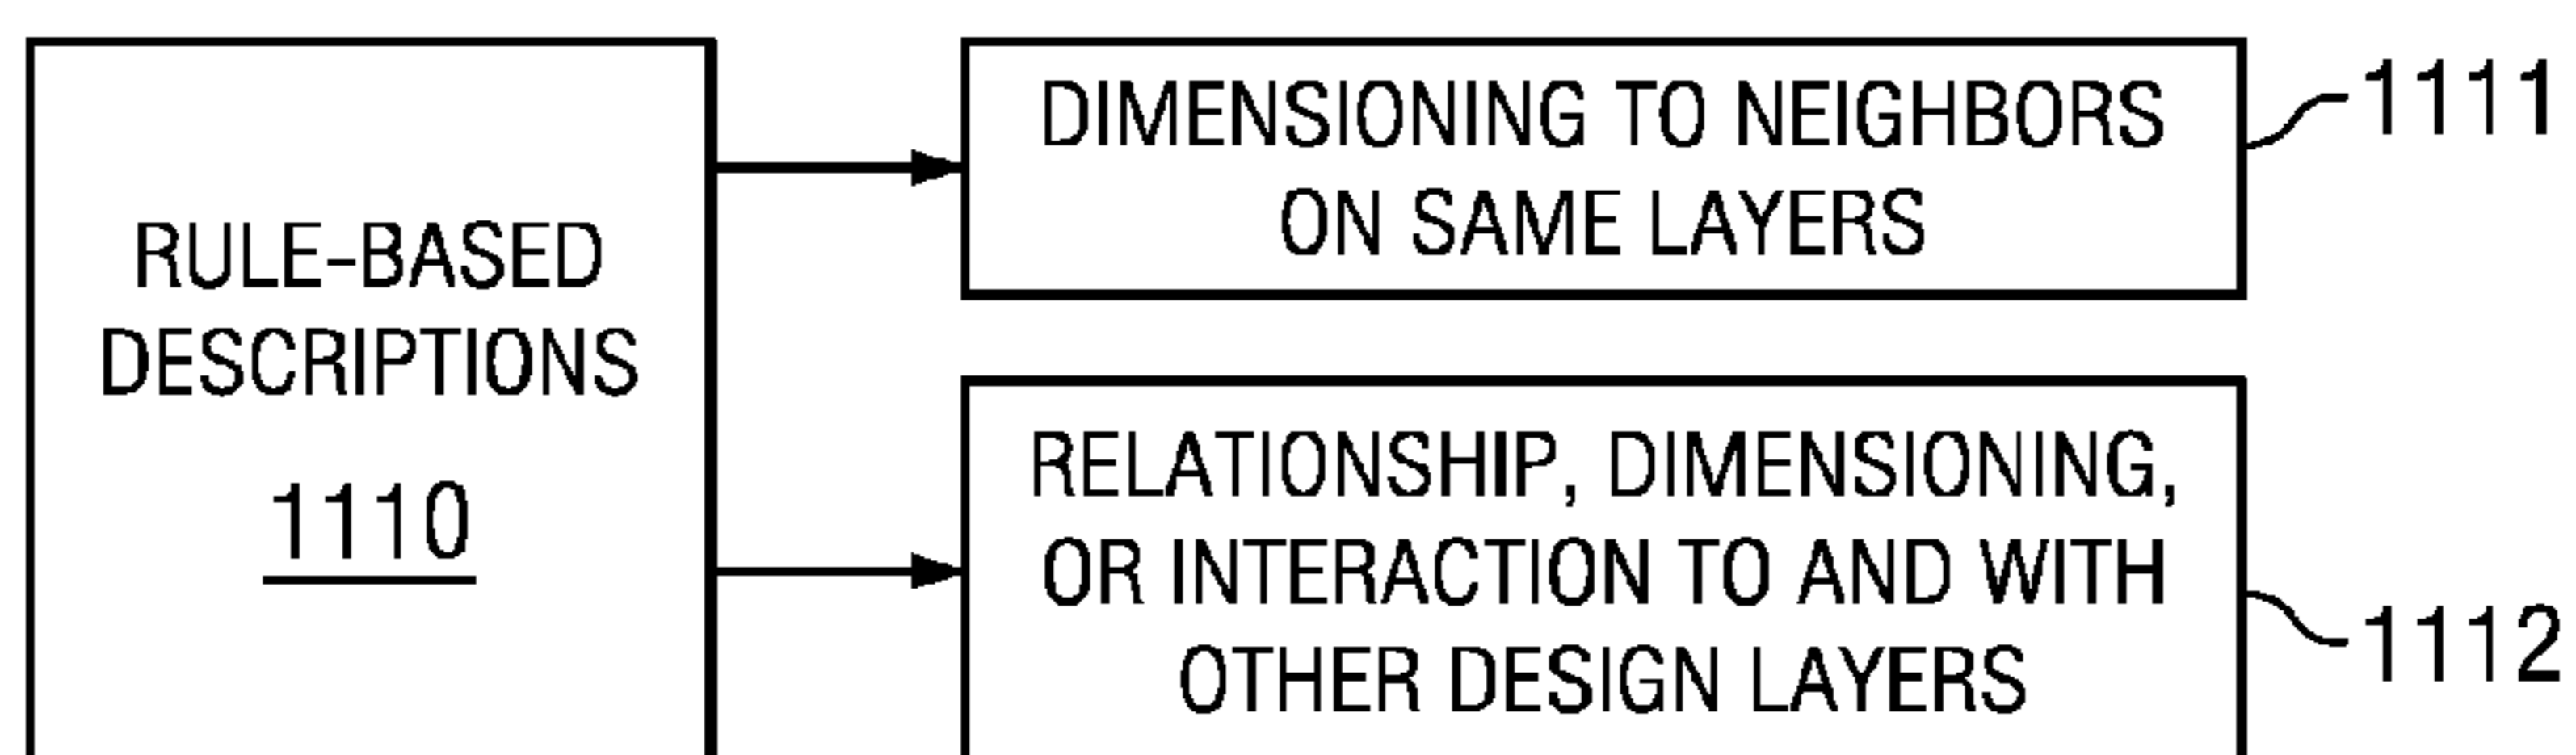 RULE-BASED
DESCRIPTIONS
1110
DIMENSIONING TO NEIGHBORS
ON SAME LAYERS
1111
RELATIONSHIP, DIMENSIONING,
OR INTERACTION TO AND WITH
OTHER DESIGN LAYERS
1112